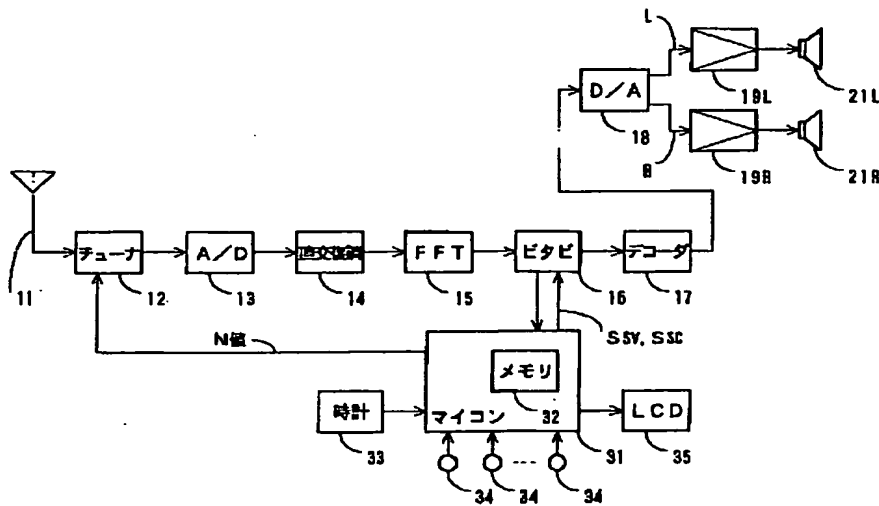 L
D/A
18
19L
21L
R
19R
21R
11
チューナ
12
A/D
13
直交復調
14
FFT
15
ビタビ
16
デコーダ
17
N値
SSV, SSC
メモリ
32
時計
33
マイコン
31
LCD
35
34
34
34